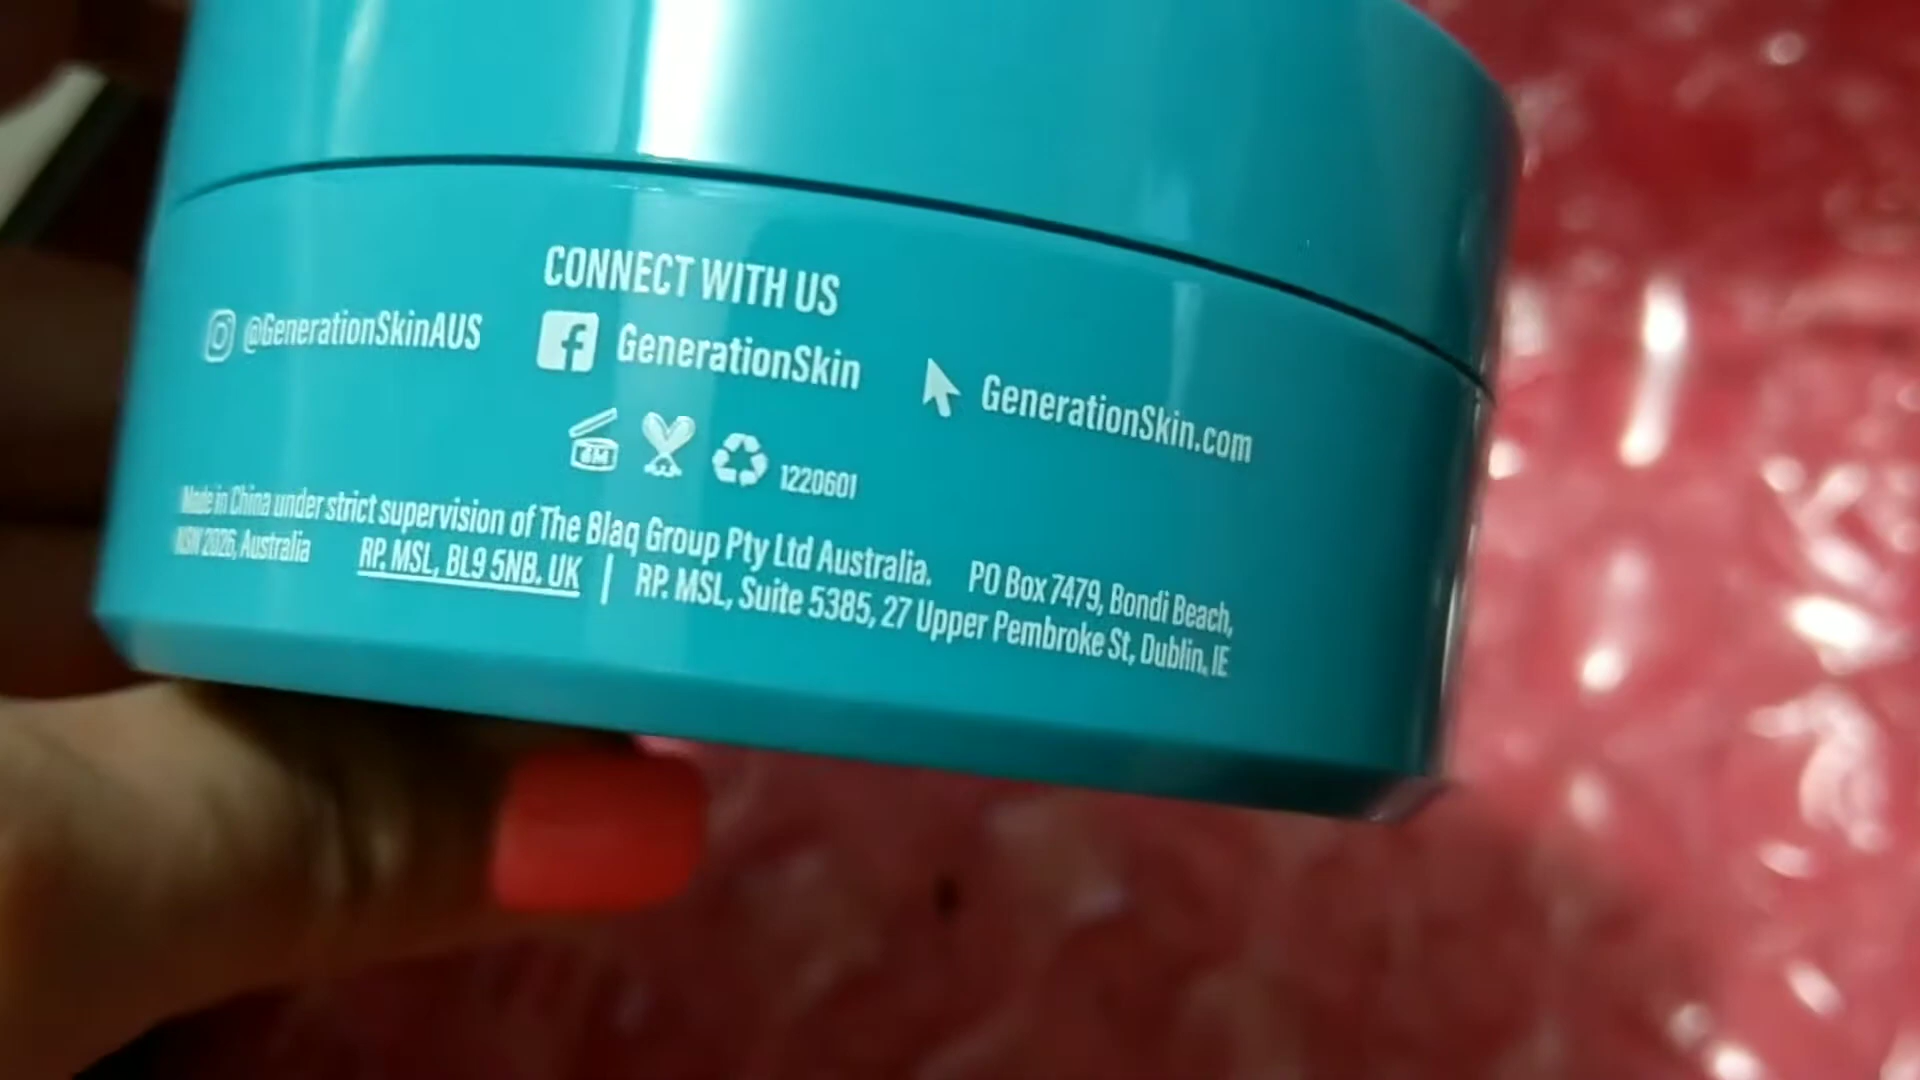 CONNECT WITH US
@GenerationSkinAUS GenerationSkin GenerationSkin.com
6M 1220601
Made in China under strict supervision of The Blaq Group Pty Ltd Australia. PO Box 7479, Bondi Beach,
NSW 2026, Australia RP. MSL, BL9 5NB. UK | RP. MSL, Suite 5385, 27 Upper Pembroke St, Dublin, IE